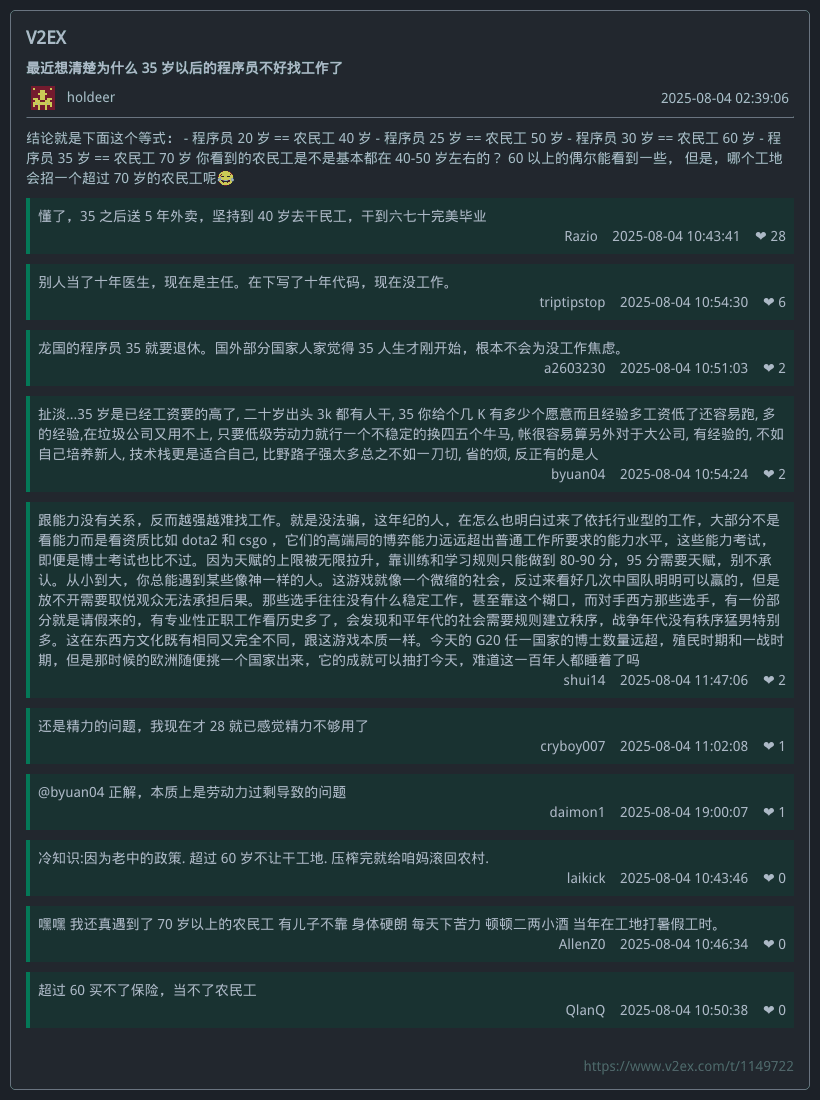 V2EX
最近想清楚为什么 35 岁以后的程序员不好找工作了
holdeer 2025-08-04 02:39:06
结论就是下面这个等式： - 程序员 20 岁 == 农民工 40 岁 - 程序员 25 岁 == 农民工 50 岁 - 程序员 30 岁 == 农民工 60 岁 - 程
序员 35 岁 == 农民工 70 岁 你看到的农民工是不是基本都在 40-50 岁左右的？ 60 以上的偶尔能看到一些， 但是，哪个工地
会招一个超过 70 岁的农民工呢😂
懂了，35 之后送 5 年外卖，坚持到 40 岁去干民工，干到六七十完美毕业
Razio 2025-08-04 10:43:41 ❤ 28
别人当了十年医生，现在是主任。在下写了十年代码，现在没工作。
triptipstop 2025-08-04 10:54:30 ❤ 6
龙国的程序员 35 就要退休。国外部分国家人家觉得 35 人生才刚开始，根本不会为没工作焦虑。
a2603230 2025-08-04 10:51:03 ❤ 2
扯淡...35 岁是已经工资要的高了, 二十岁出头 3k 都有人干, 35 你给个几 K 有多少个愿意而且经验多工资低了还容易跑, 多
的经验,在垃圾公司又用不上, 只要低级劳动力就行一个不稳定的换四五个牛马, 帐很容易算另外对于大公司, 有经验的, 不如
自己培养新人, 技术栈更是适合自己, 比野路子强太多总之不如一刀切, 省的烦, 反正有的是人
byuan04 2025-08-04 10:54:24 ❤ 2
跟能力没有关系，反而越强越难找工作。就是没法骗，这年纪的人，在怎么也明白过来了依托行业型的工作，大部分不是
看能力而是看资质比如 dota2 和 csgo ，它们的高端局的博弈能力远远超出普通工作所要求的能力水平，这些能力考试，
即便是博士考试也比不过。因为天赋的上限被无限拉升，靠训练和学习规则只能做到 80-90 分，95 分需要天赋，别不承
认。从小到大，你总能遇到某些像神一样的人。这游戏就像一个微缩的社会，反过来看好几次中国队明明可以赢的，但是
放不开需要取悦观众无法承担后果。那些选手往往没有什么稳定工作，甚至靠这个糊口，而对手西方那些选手，有一份部
分就是请假来的，有专业性正职工作看历史多了，会发现和平年代的社会需要规则建立秩序，战争年代没有秩序猛男特别
多。这在东西方文化既有相同又完全不同，跟这游戏本质一样。今天的 G20 任一国家的博士数量远超，殖民时期和一战时
期，但是那时候的欧洲随便挑一个国家出来，它的成就可以抽打今天，难道这一百年人都睡着了吗
shui14 2025-08-04 11:47:06 ❤ 2
还是精力的问题，我现在才 28 就已感觉精力不够用了
cryboy007 2025-08-04 11:02:08 ❤ 1
@byuan04 正解，本质上是劳动力过剩导致的问题
daimon1 2025-08-04 19:00:07 ❤ 1
冷知识:因为老中的政策. 超过 60 岁不让干工地. 压榨完就给咱妈滚回农村.
laikick 2025-08-04 10:43:46 ❤ 0
嘿嘿 我还真遇到了 70 岁以上的农民工 有儿子不靠 身体硬朗 每天下苦力 顿顿二两小酒 当年在工地打暑假工时。
AllenZ0 2025-08-04 10:46:34 ❤ 0
超过 60 买不了保险，当不了农民工
QlanQ 2025-08-04 10:50:38 ❤ 0
https://www.v2ex.com/t/1149722